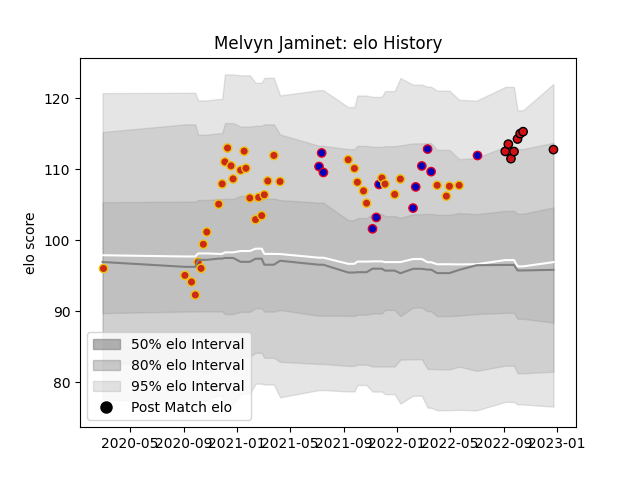 Melvyn Jaminet: elo History
elo score
120
110
100
90
80
50% elo Interval
80% elo Interval
95% elo Interval
Post Match elo
2020-05 2020-09 2021-01 2021-05 2021-09 2022-01 2022-05 2022-09 2023-01